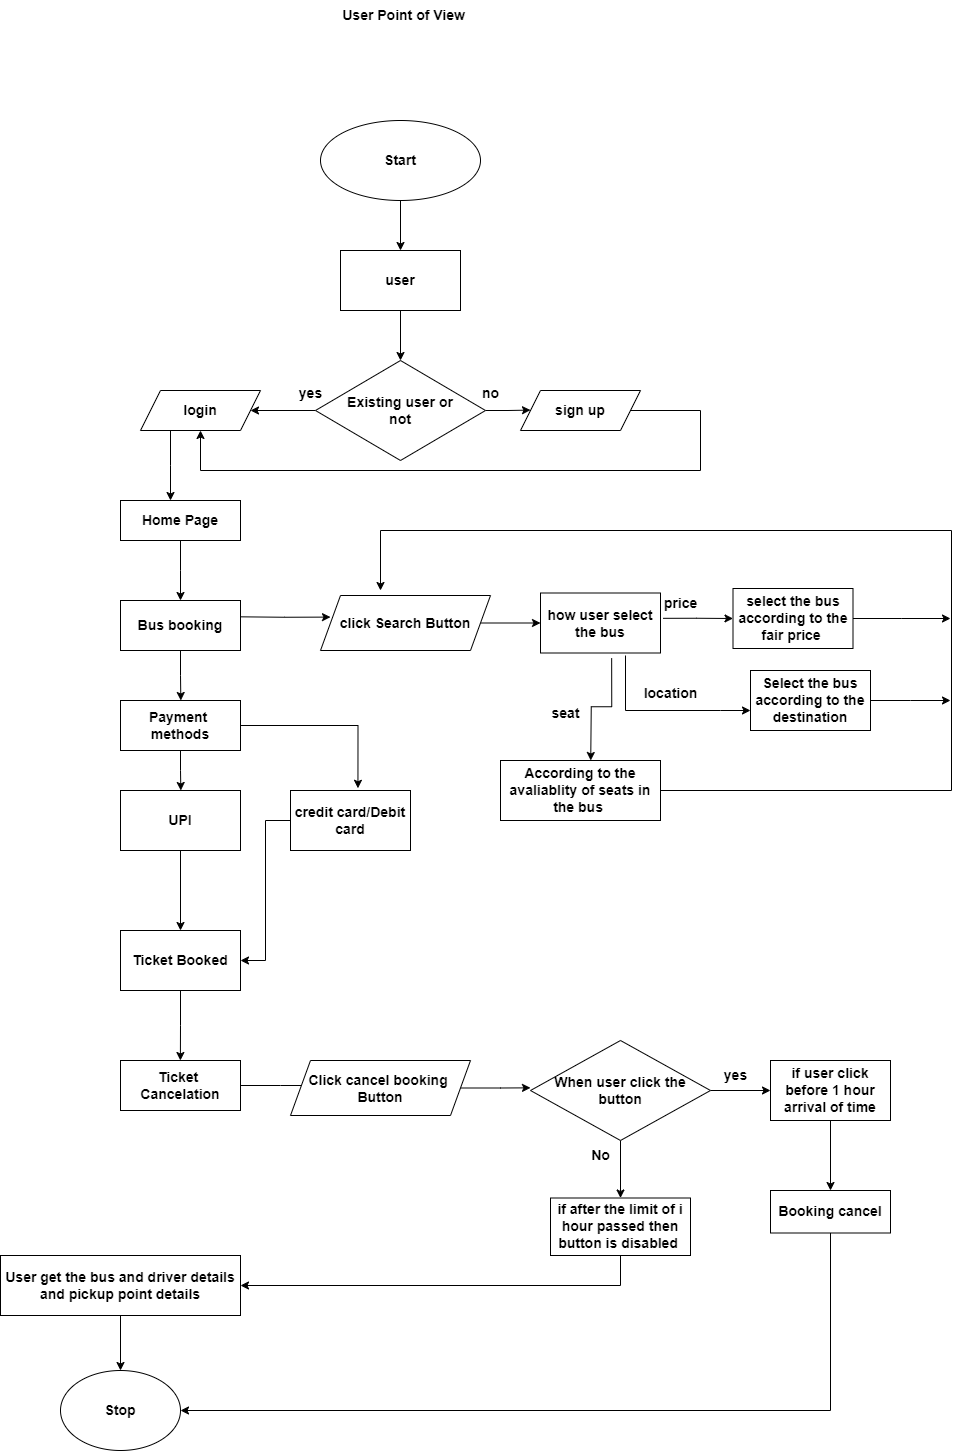 User Point of View
Start
user
Existing user or
not
yes
no
login
sign up
Home Page
Bus booking
click Search Button
how user select
the bus
price
select the bus
according to the
fair price
location
Select the bus
according to the
destination
seat
According to the
avaliablity of seats in
the bus
Payment
methods
UPI
credit card/Debit
card
Ticket Booked
Ticket
Cancelation
Click cancel booking
Button
When user click the
button
yes
if user click
before 1 hour
arrival of time
No
if after the limit of i
hour passed then
button is disabled
Booking cancel
User get the bus and driver details
and pickup point details
Stop